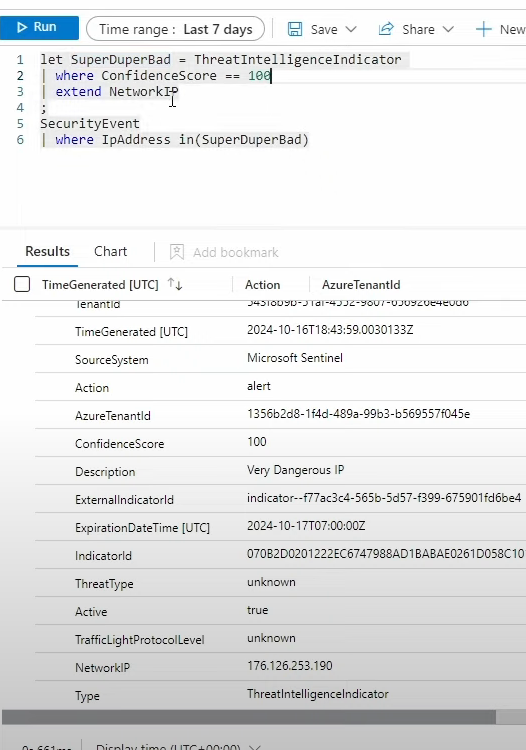 Run
Time range : Last 7 days
Save
Share
New
1 let SuperDuperBad = ThreatIntelligenceIndicator
2 | where ConfidenceScore == 100
3 | extend NetworkIP
4 ;
5 SecurityEvent
6 | where IpAddress in(SuperDuperBad)
Results Chart Add bookmark
TimeGenerated [UTC] Action AzureTenantId
TenantId
TimeGenerated [UTC] 2024-10-16T18:43:59.0030133Z
SourceSystem Microsoft Sentinel
Action alert
AzureTenantId 1356b2d8-1f4d-489a-99b3-b569557f045e
ConfidenceScore 100
Description Very Dangerous IP
ExternalIndicatorId indicator--f77ac3c4-565b-5d57-f399-675901fd6be4
ExpirationDateTime [UTC] 2024-10-17T07:00:00Z
IndicatorId 070B2D0201222EC6747988AD1BABAE0261D058C10
ThreatType unknown
Active true
TrafficLightProtocolLevel unknown
NetworkIP 176.126.253.190
Type ThreatIntelligenceIndicator
0s 661ms Display time (UTC+00:00)